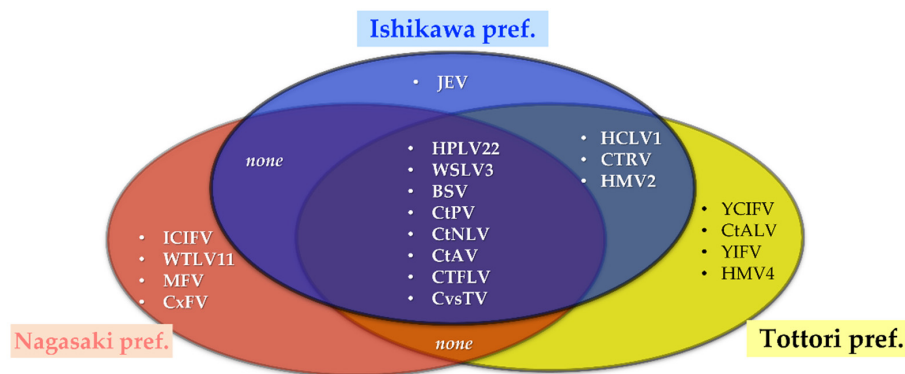 Ishikawa pref.
• JEV
none
• HPLV22
• WSLV3
• BSV
• CtPV
• CtNLV
• CtAV
• CTFLV
• CvsTV
• HCLV1
• CTRV
• HMV2
• YCIFV
• CtALV
• YIFV
• HMV4
• ICIFV
• WTLV11
• MFV
• CxFV
none
Nagasaki pref.
Tottori pref.